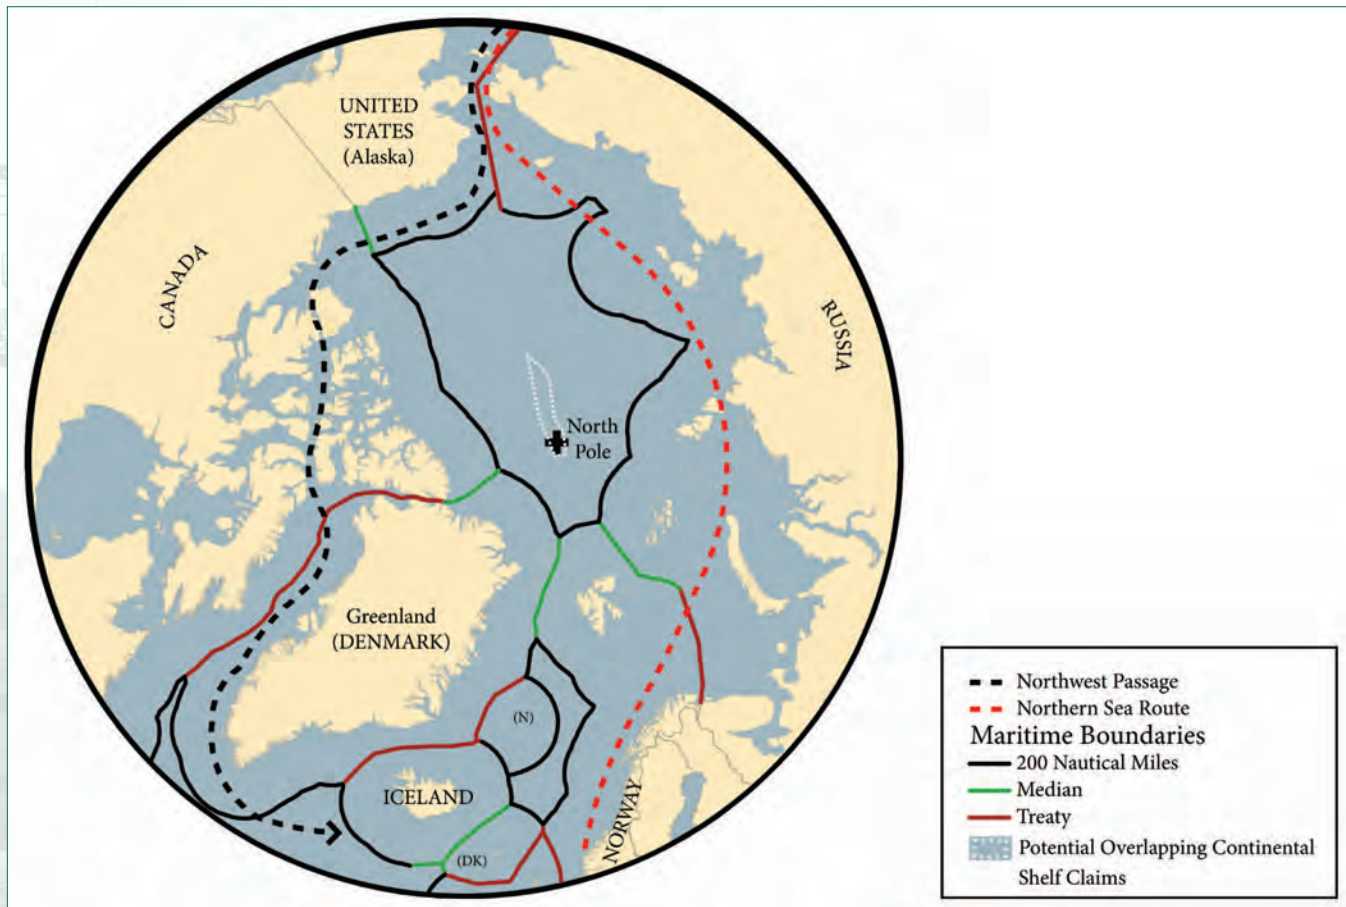 UNITED
STATES
(Alaska)
CANADA
RUSSIA
North
Pole
Greenland
(DENMARK)
(N)
ICELAND
(DK)
NORWAY
Northwest Passage
Northern Sea Route
Maritime Boundaries
200 Nautical Miles
Median
Treaty
Potential Overlapping Continental
Shelf Claims